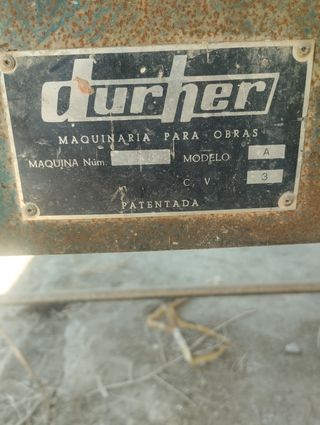 durher
MAQUINARIA PARA OBRAS
MAQUINA Núm. MODELO A
C. V. 3
PATENTADA